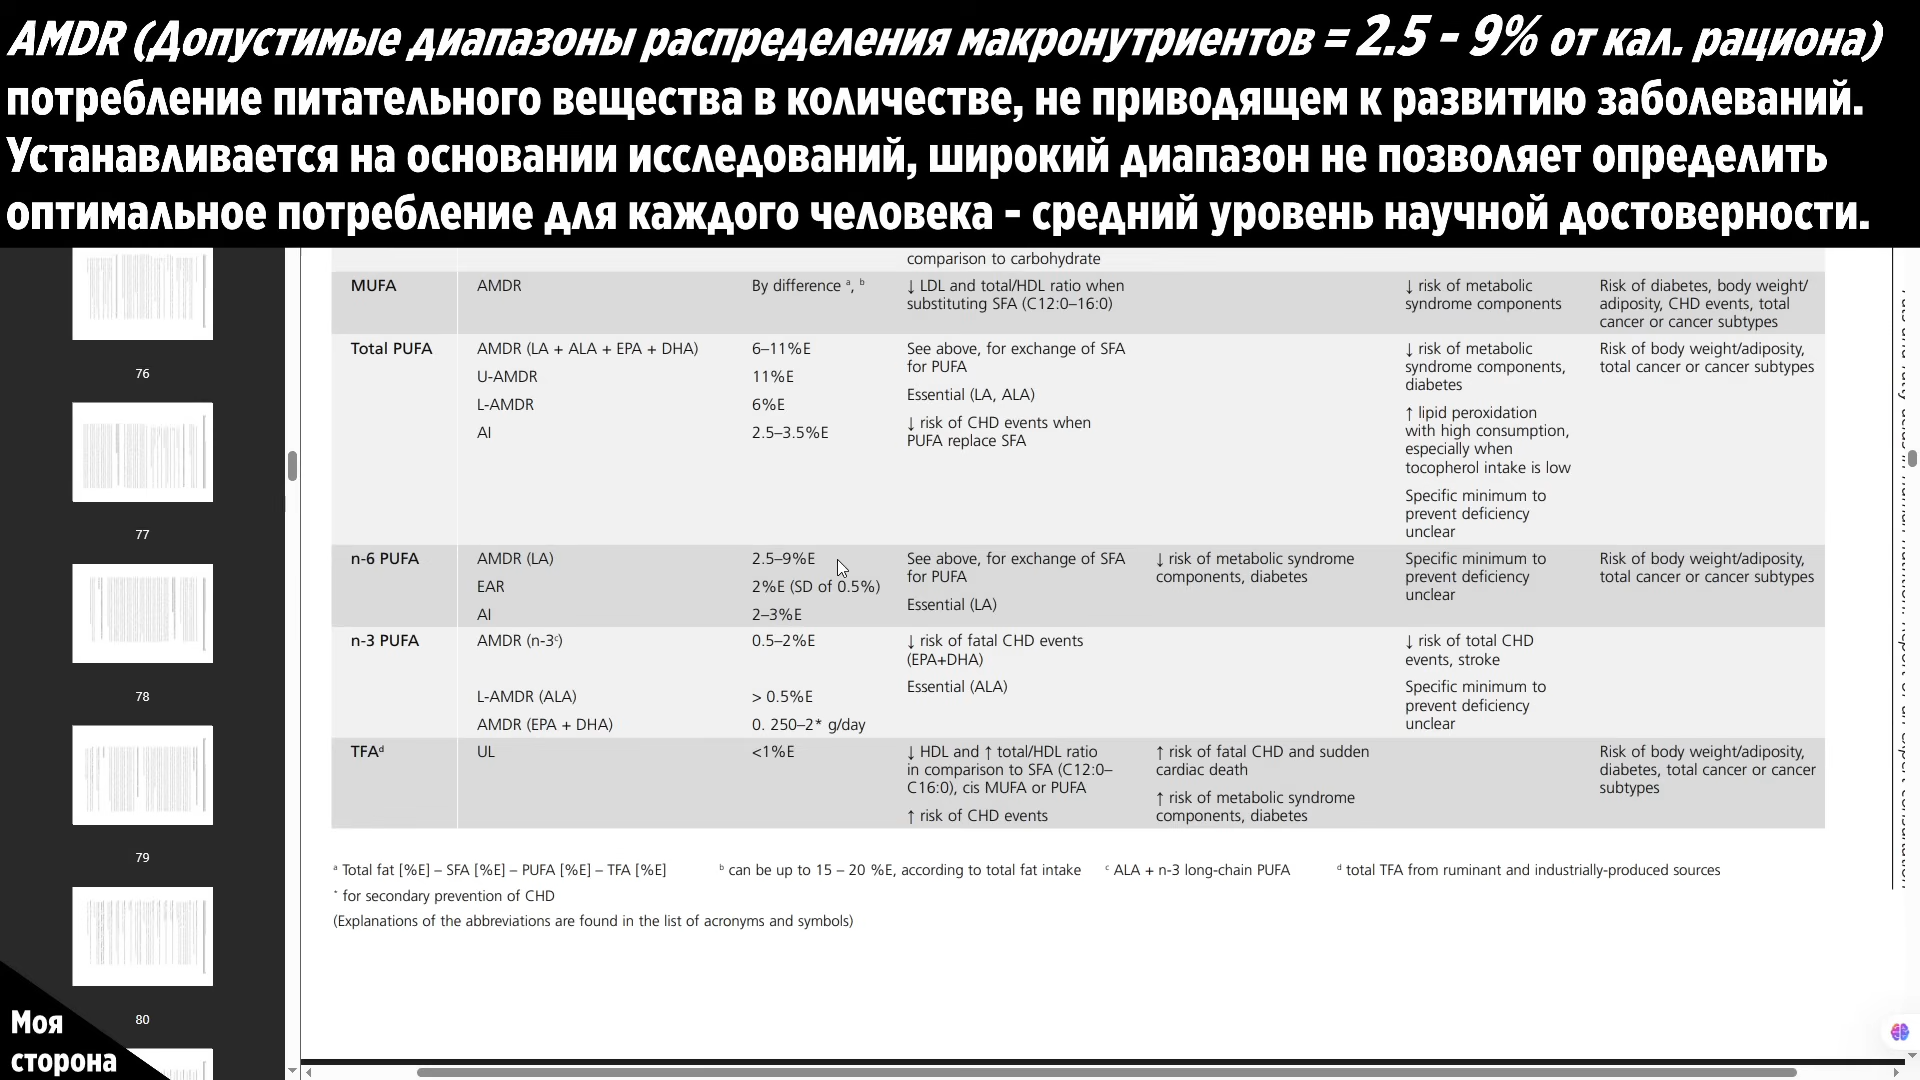 AMDR (Допустимые диапазоны распределения макронутриентов = 2.5 - 9% от кал. рациона)
потребление питательного вещества в количестве, не приводящем к развитию заболеваний.
Устанавливается на основании исследований, широкий диапазон не позволяет определить
оптимальное потребление для каждого человека - средний уровень научной достоверности.
comparison to carbohydrate
MUFA
AMDR
By difference ᵃ, ᵇ
↓ LDL and total/HDL ratio when
substituting SFA (C12:0–16:0)
↓ risk of metabolic
syndrome components
Risk of diabetes, body weight/
adiposity, CHD events, total
cancer or cancer subtypes
Total PUFA
AMDR (LA + ALA + EPA + DHA)
6–11%E
U-AMDR
11%E
L-AMDR
6%E
AI
2.5–3.5%E
See above, for exchange of SFA
for PUFA
Essential (LA, ALA)
↓ risk of CHD events when
PUFA replace SFA
↓ risk of metabolic
syndrome components,
diabetes
↑ lipid peroxidation
with high consumption,
especially when
tocopherol intake is low
Specific minimum to
prevent deficiency
unclear
Risk of body weight/adiposity,
total cancer or cancer subtypes
n-6 PUFA
AMDR (LA)
2.5–9%E
EAR
2%E (SD of 0.5%)
AI
2–3%E
See above, for exchange of SFA
for PUFA
Essential (LA)
↓ risk of metabolic syndrome
components, diabetes
Specific minimum to
prevent deficiency
unclear
Risk of body weight/adiposity,
total cancer or cancer subtypes
n-3 PUFA
AMDR (n-3ᶜ)
0.5–2%E
L-AMDR (ALA)
> 0.5%E
AMDR (EPA + DHA)
0. 250–2* g/day
↓ risk of fatal CHD events
(EPA+DHA)
Essential (ALA)
↓ risk of total CHD
events, stroke
Specific minimum to
prevent deficiency
unclear
TFAᵈ
UL
<1%E
↓ HDL and ↑ total/HDL ratio
in comparison to SFA (C12:0–
C16:0), cis MUFA or PUFA
↑ risk of CHD events
↑ risk of fatal CHD and sudden
cardiac death
↑ risk of metabolic syndrome
components, diabetes
Risk of body weight/adiposity,
diabetes, total cancer or cancer
subtypes
ᵃ Total fat [%E] – SFA [%E] – PUFA [%E] – TFA [%E]
ᵇ can be up to 15 – 20 %E, according to total fat intake
ᶜ ALA + n-3 long-chain PUFA
ᵈ total TFA from ruminant and industrially-produced sources
* for secondary prevention of CHD
(Explanations of the abbreviations are found in the list of acronyms and symbols)
76
77
78
79
80
Моя
сторона